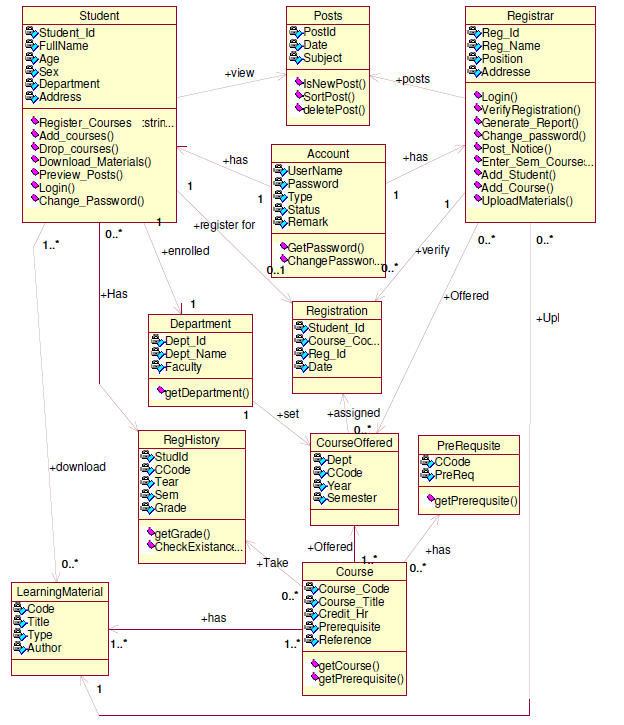 Student
Student_Id
FullName
Age
Sex
Department
Address
Register_Courses :strin...
Add_courses()
Drop_courses()
Download_Materials()
Preview_Posts()
Login()
Change_Password()
Posts
PostId
Date
Subject
IsNewPost()
SortPost()
deletePost()
Registrar
Reg_Id
Reg_Name
Position
Addresse
Login()
VerifyRegistration()
Generate_Report()
Change_password()
Post_Notice()
Enter_Sem_Course...
Add_Student()
Add_Course()
UploadMaterials()
+view
+posts
+has
1
1
Account
UserName
Password
Type
Status
Remark
GetPassword()
ChangePasswor...
+has
1
1
1..*
0..*
1
+register for
0..1
+enrolled
1
+verify
0..*
0..*
0..*
+Offered
+Upl
+Has
Registration
Student_Id
Course_Coc...
Reg_Id
Date
Department
Dept_Id
Dept_Name
Faculty
getDepartment()
1
+set
+assigned
0..*
RegHistory
StudId
CCode
Tear
Sem
Grade
getGrade()
CheckExistance...
CourseOffered
Dept
CCode
Year
Semester
PreRequsite
CCode
PreReq
getPrerequsite()
+download
0..*
+Take
0..*
+Offered
1..*
+has
0..*
LearningMaterial
Code
Title
Type
Author
+has
1..*
1..*
Course
Course_Code
Course_Title
Credit_Hr
Prerequisite
Reference
getCourse()
getPrerequisite()
1